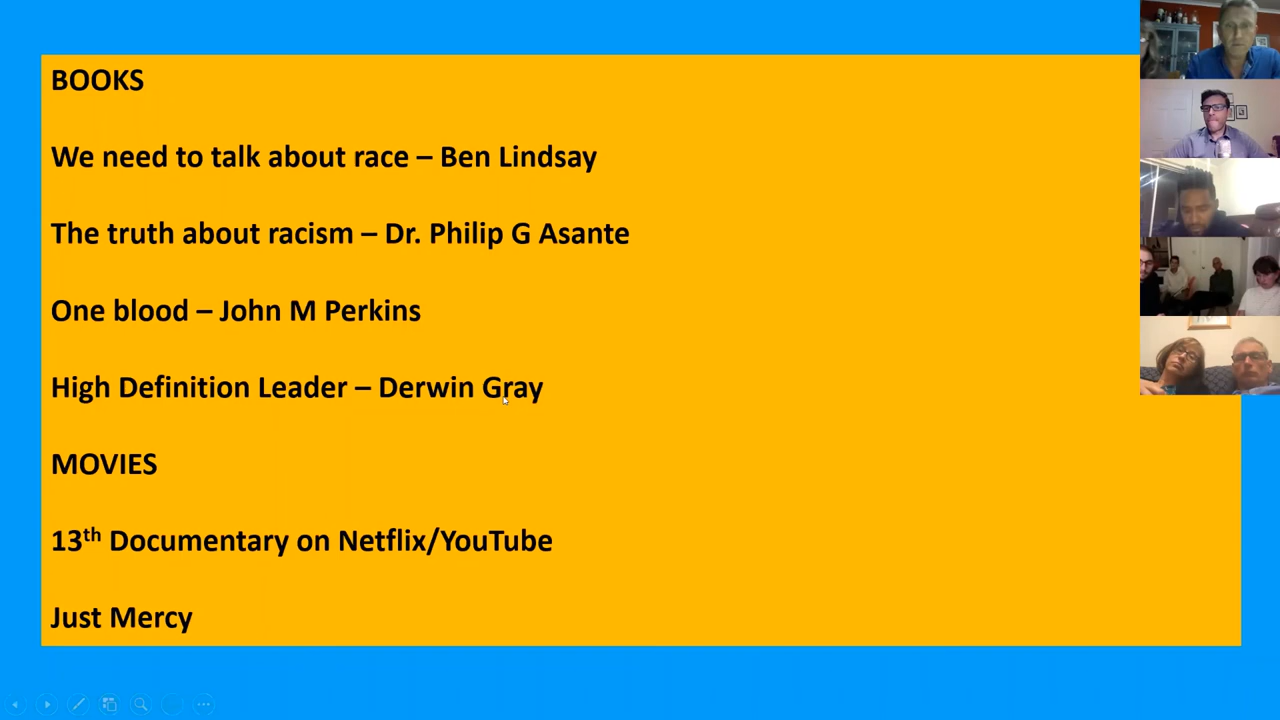 BOOKS
We need to talk about race – Ben Lindsay
The truth about racism – Dr. Philip G Asante
One blood – John M Perkins
High Definition Leader – Derwin Gray
MOVIES
13th Documentary on Netflix/YouTube
Just Mercy